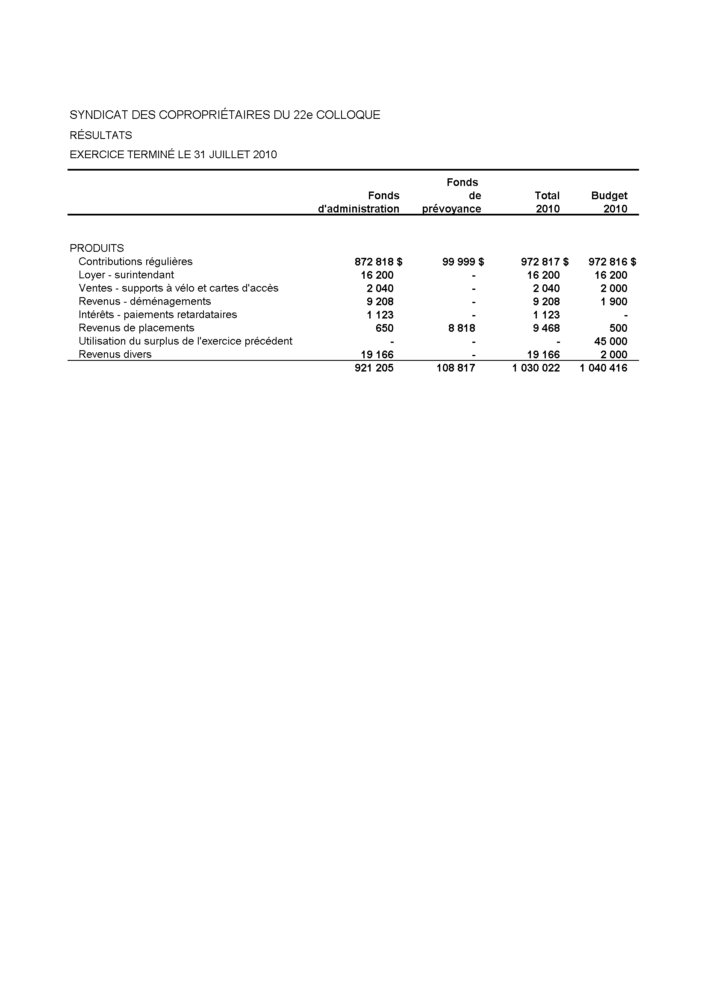 SYNDICAT DES COPROPRIÉTAIRES DU 22e COLLOQUE
RÉSULTATS
EXERCICE TERMINÉ LE 31 JUILLET 2010
Fonds
Fonds de Total Budget
d'administration prévoyance 2010 2010
PRODUITS
Contributions régulières 872 818 $ 99 999 $ 972 817 $ 972 816 $
Loyer - surintendant 16 200 - 16 200 16 200
Ventes - supports à vélo et cartes d'accès 2 040 - 2 040 2 000
Revenus - déménagements 9 208 - 9 208 1 900
Intérêts - paiements retardataires 1 123 - 1 123 -
Revenus de placements 650 8 818 9 468 500
Utilisation du surplus de l'exercice précédent - - - 45 000
Revenus divers 19 166 - 19 166 2 000
921 205 108 817 1 030 022 1 040 416